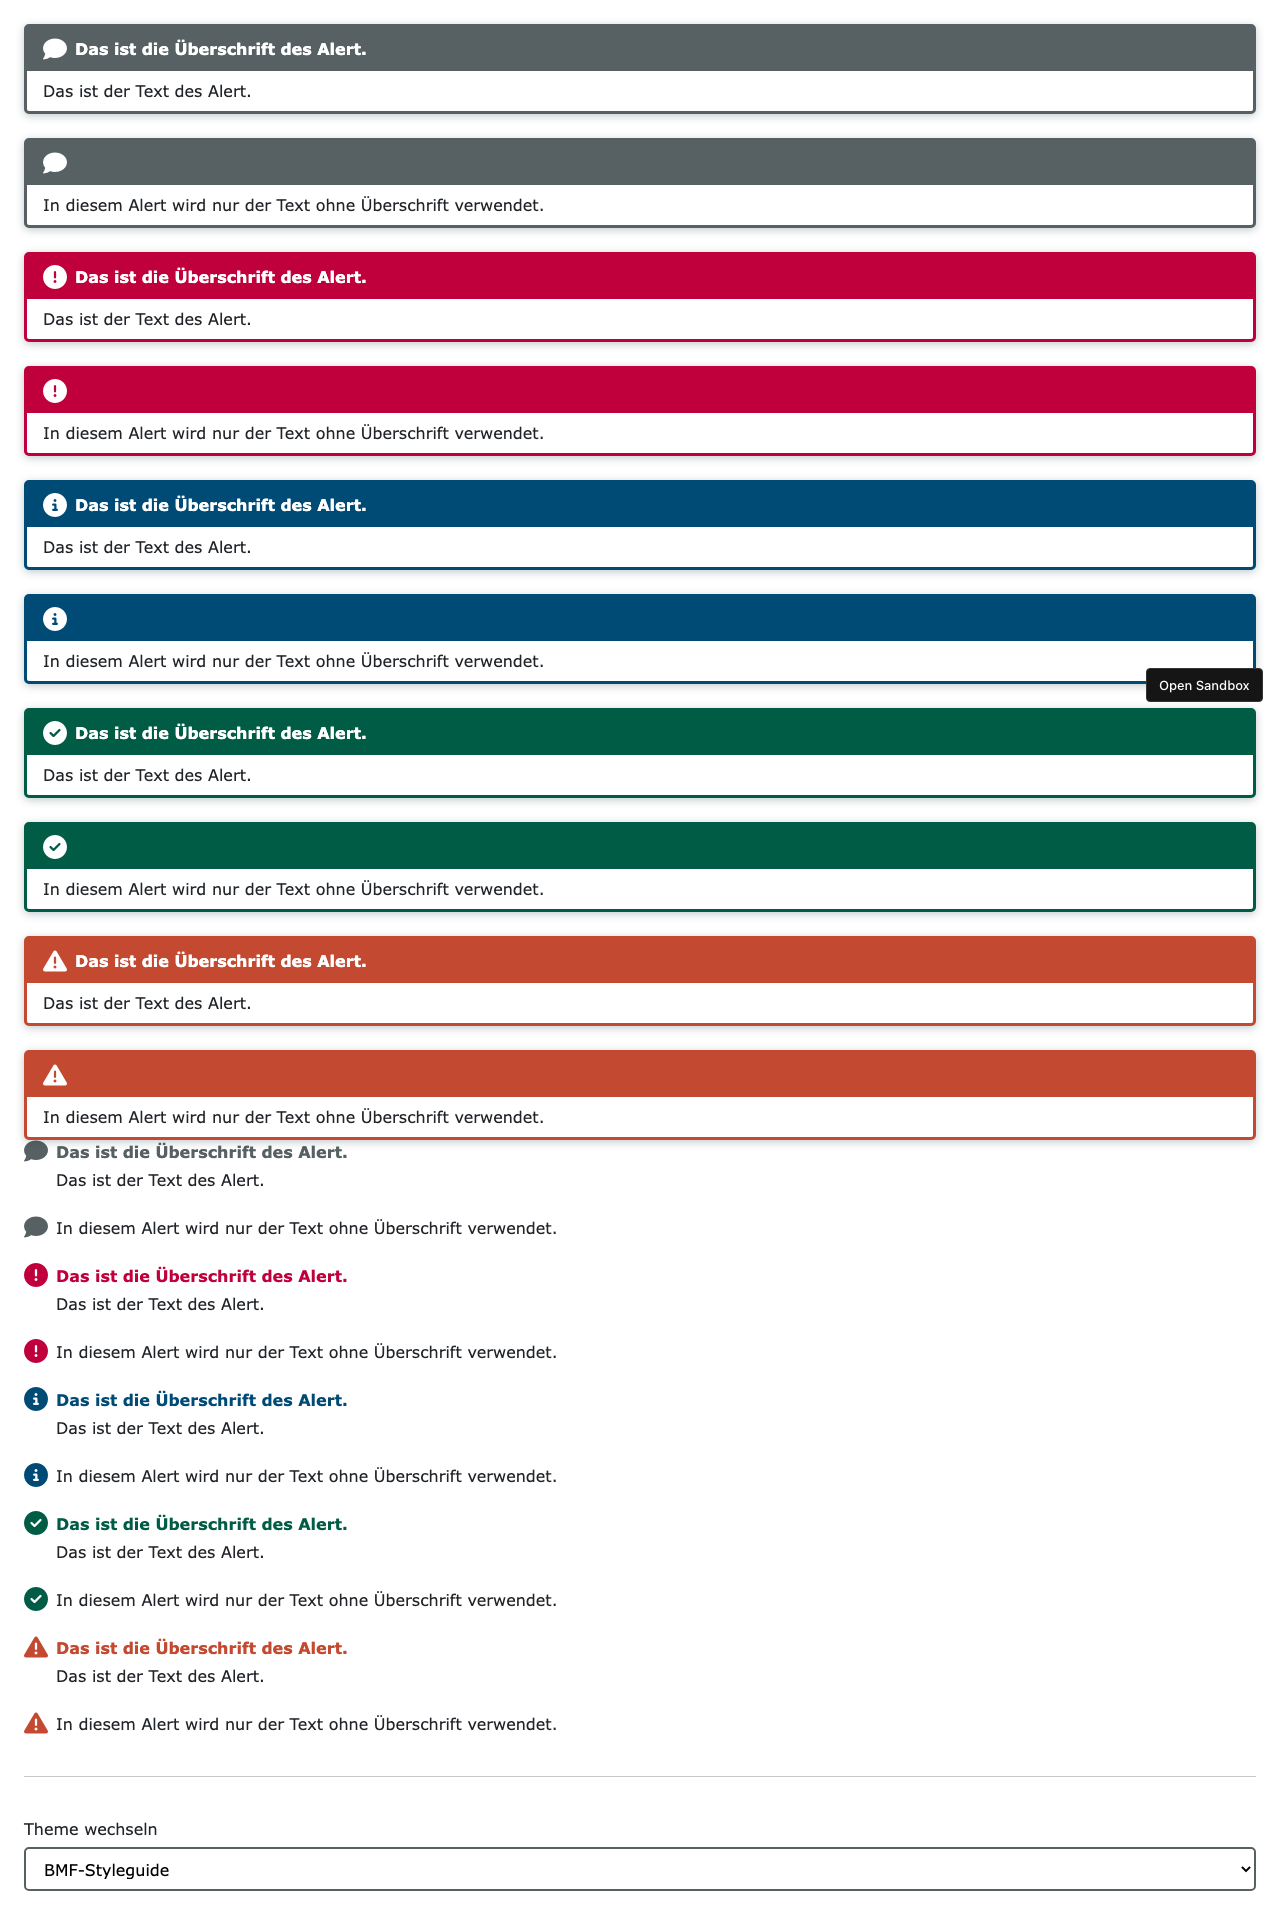 Das ist die Überschrift des Alert.
Das ist der Text des Alert.
In diesem Alert wird nur der Text ohne Überschrift verwendet.
Das ist die Überschrift des Alert.
Das ist der Text des Alert.
In diesem Alert wird nur der Text ohne Überschrift verwendet.
Das ist die Überschrift des Alert.
Das ist der Text des Alert.
In diesem Alert wird nur der Text ohne Überschrift verwendet.
Open Sandbox
Das ist die Überschrift des Alert.
Das ist der Text des Alert.
In diesem Alert wird nur der Text ohne Überschrift verwendet.
Das ist die Überschrift des Alert.
Das ist der Text des Alert.
In diesem Alert wird nur der Text ohne Überschrift verwendet.
Das ist die Überschrift des Alert.
Das ist der Text des Alert.
In diesem Alert wird nur der Text ohne Überschrift verwendet.
Das ist die Überschrift des Alert.
Das ist der Text des Alert.
In diesem Alert wird nur der Text ohne Überschrift verwendet.
Das ist die Überschrift des Alert.
Das ist der Text des Alert.
In diesem Alert wird nur der Text ohne Überschrift verwendet.
Das ist die Überschrift des Alert.
Das ist der Text des Alert.
In diesem Alert wird nur der Text ohne Überschrift verwendet.
Das ist die Überschrift des Alert.
Das ist der Text des Alert.
In diesem Alert wird nur der Text ohne Überschrift verwendet.
Theme wechseln
BMF-Styleguide